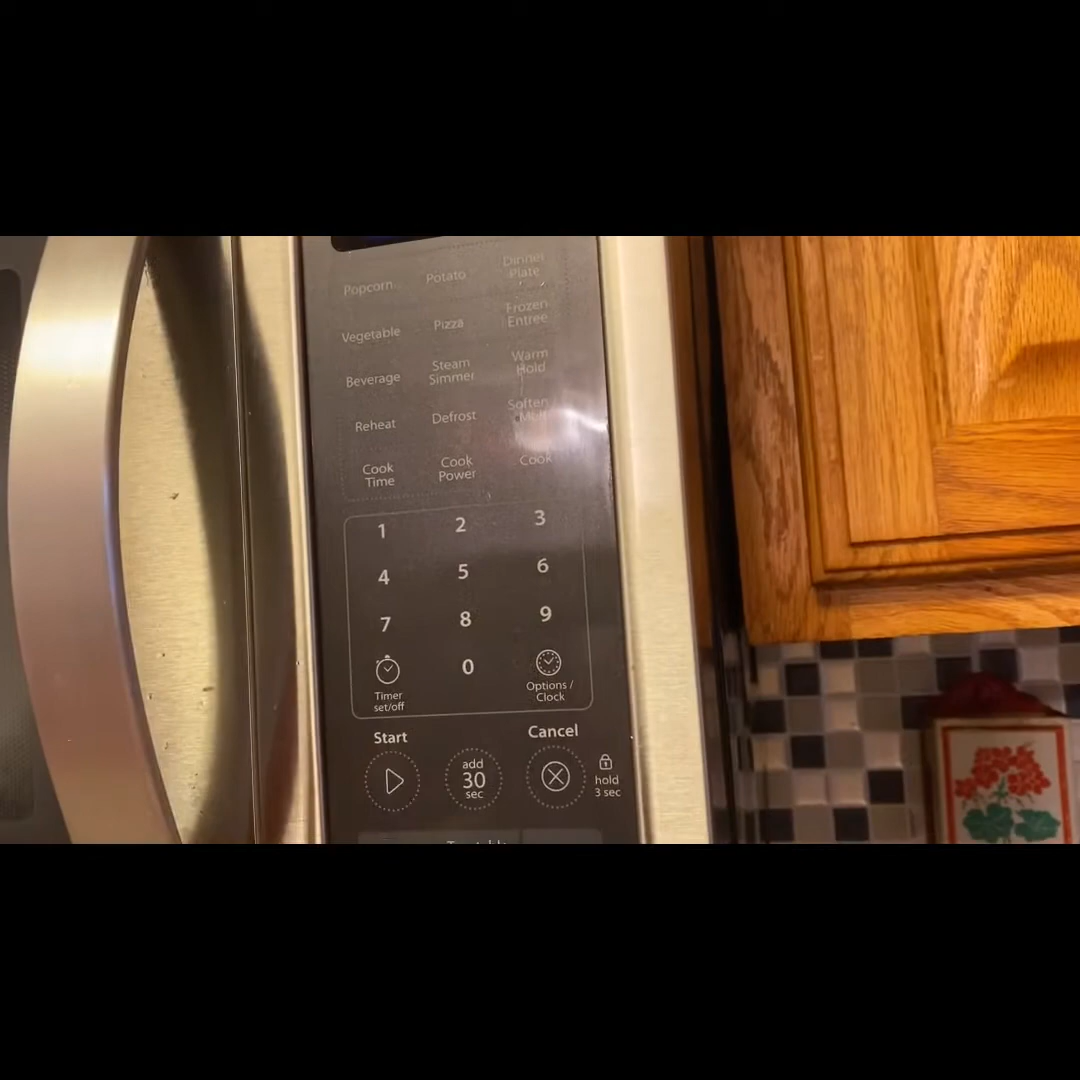 Popcorn
Potato
Dinner
Plate
Vegetable
Pizza
Frozen
Entree
Beverage
Steam
Simmer
Warm
Hold
Reheat
Defrost
Soften /
Melt
Cook
Time
Cook
Power
Cook
1 2 3
4 5 6
7 8 9
0
Timer
set/off
Options /
Clock
Start
Cancel
add
30
sec
hold
3 sec